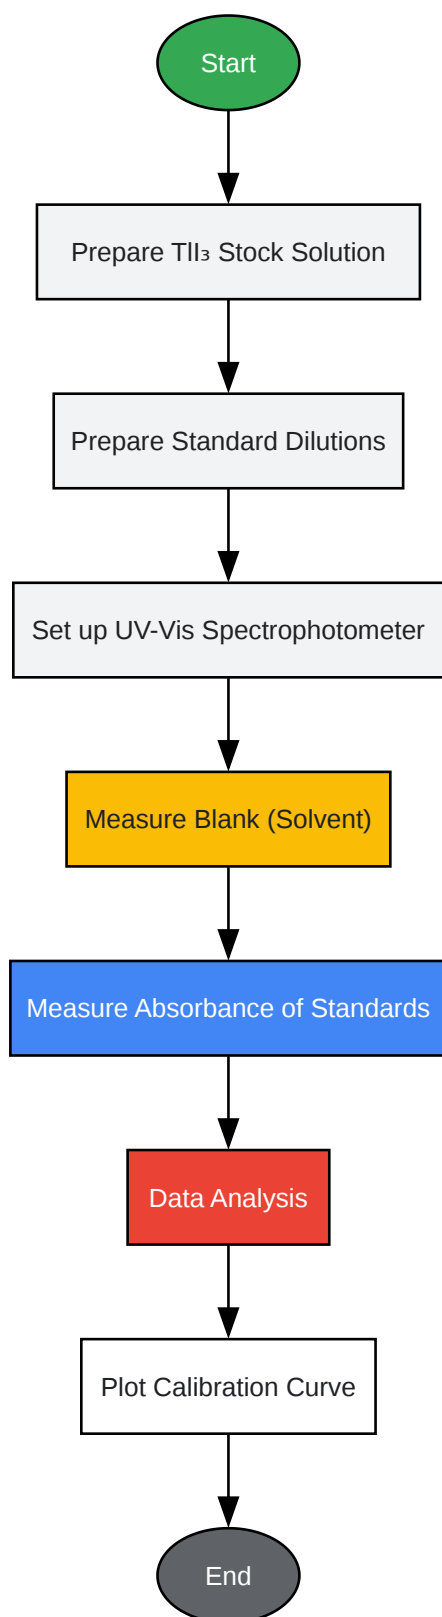 Start
Prepare TlI₃ Stock Solution
Prepare Standard Dilutions
Set up UV-Vis Spectrophotometer
Measure Blank (Solvent)
Measure Absorbance of Standards
Data Analysis
Plot Calibration Curve
End